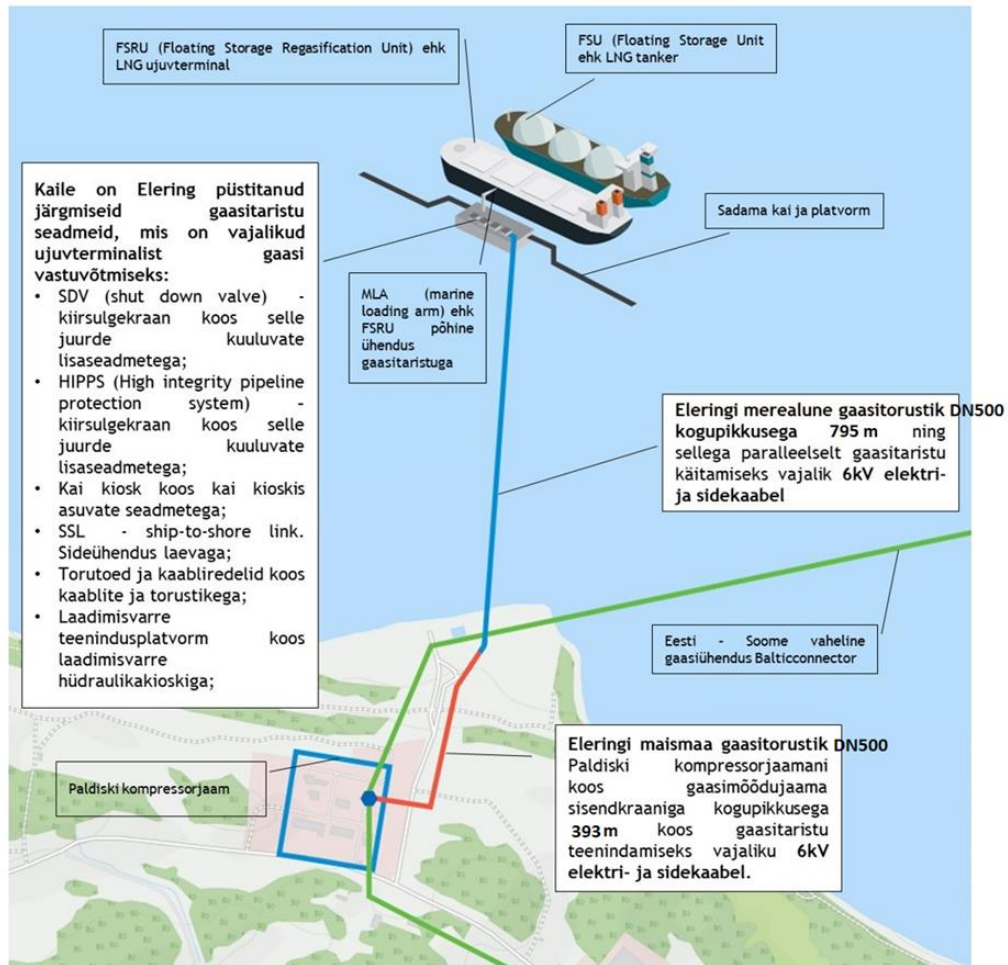 FSRU (Floating Storage Regasification Unit) ehk
LNG ujuvterminal
FSU (Floating Storage Unit
ehk LNG tanker
Kaile on Elering püstitanud
järgmiseid gaasitaristu
seadmeid, mis on vajalikud
ujuvterminalist gaasi
vastuvõtmiseks:
• SDV (shut down valve) -
kiirsulgekraan koos selle
juurde kuuluvate
lisaseadmetega;
• HIPPS (High integrity pipeline
protection system) -
kiirsulgekraan koos selle
juurde kuuluvate
lisaseadmetega;
• Kai kiosk koos kai kioskis
asuvate seadmetega;
• SSL - ship-to-shore link.
Sideühendus laevaga;
• Torutoed ja kaabliredelid koos
kaablite ja torustikega;
• Laadimisvarre
teenindusplatvorm koos
laadimisvarre
hüdraulikakioskiga;
Sadama kai ja platvorm
MLA (marine
loading arm) ehk
FSRU põhine
ühendus
gaasitaristuga
Eleringi merealune gaasitorustik DN500
kogupikkusega 795 m ning
sellega paralleelselt gaasitaristu
käitamiseks vajalik 6kV elektri-
ja sidekaabel
Eesti - Soome vaheline
gaasiühendus Balticconnector
Paldiski kompressorjaam
Eleringi maismaa gaasitorustik DN500
Paldiski kompressorjaamani
koos gaasimõõdujaama
sisendkraaniga kogupikkusega
393 m koos gaasitaristu
teenindamiseks vajaliku 6kV
elektri- ja sidekaabel.